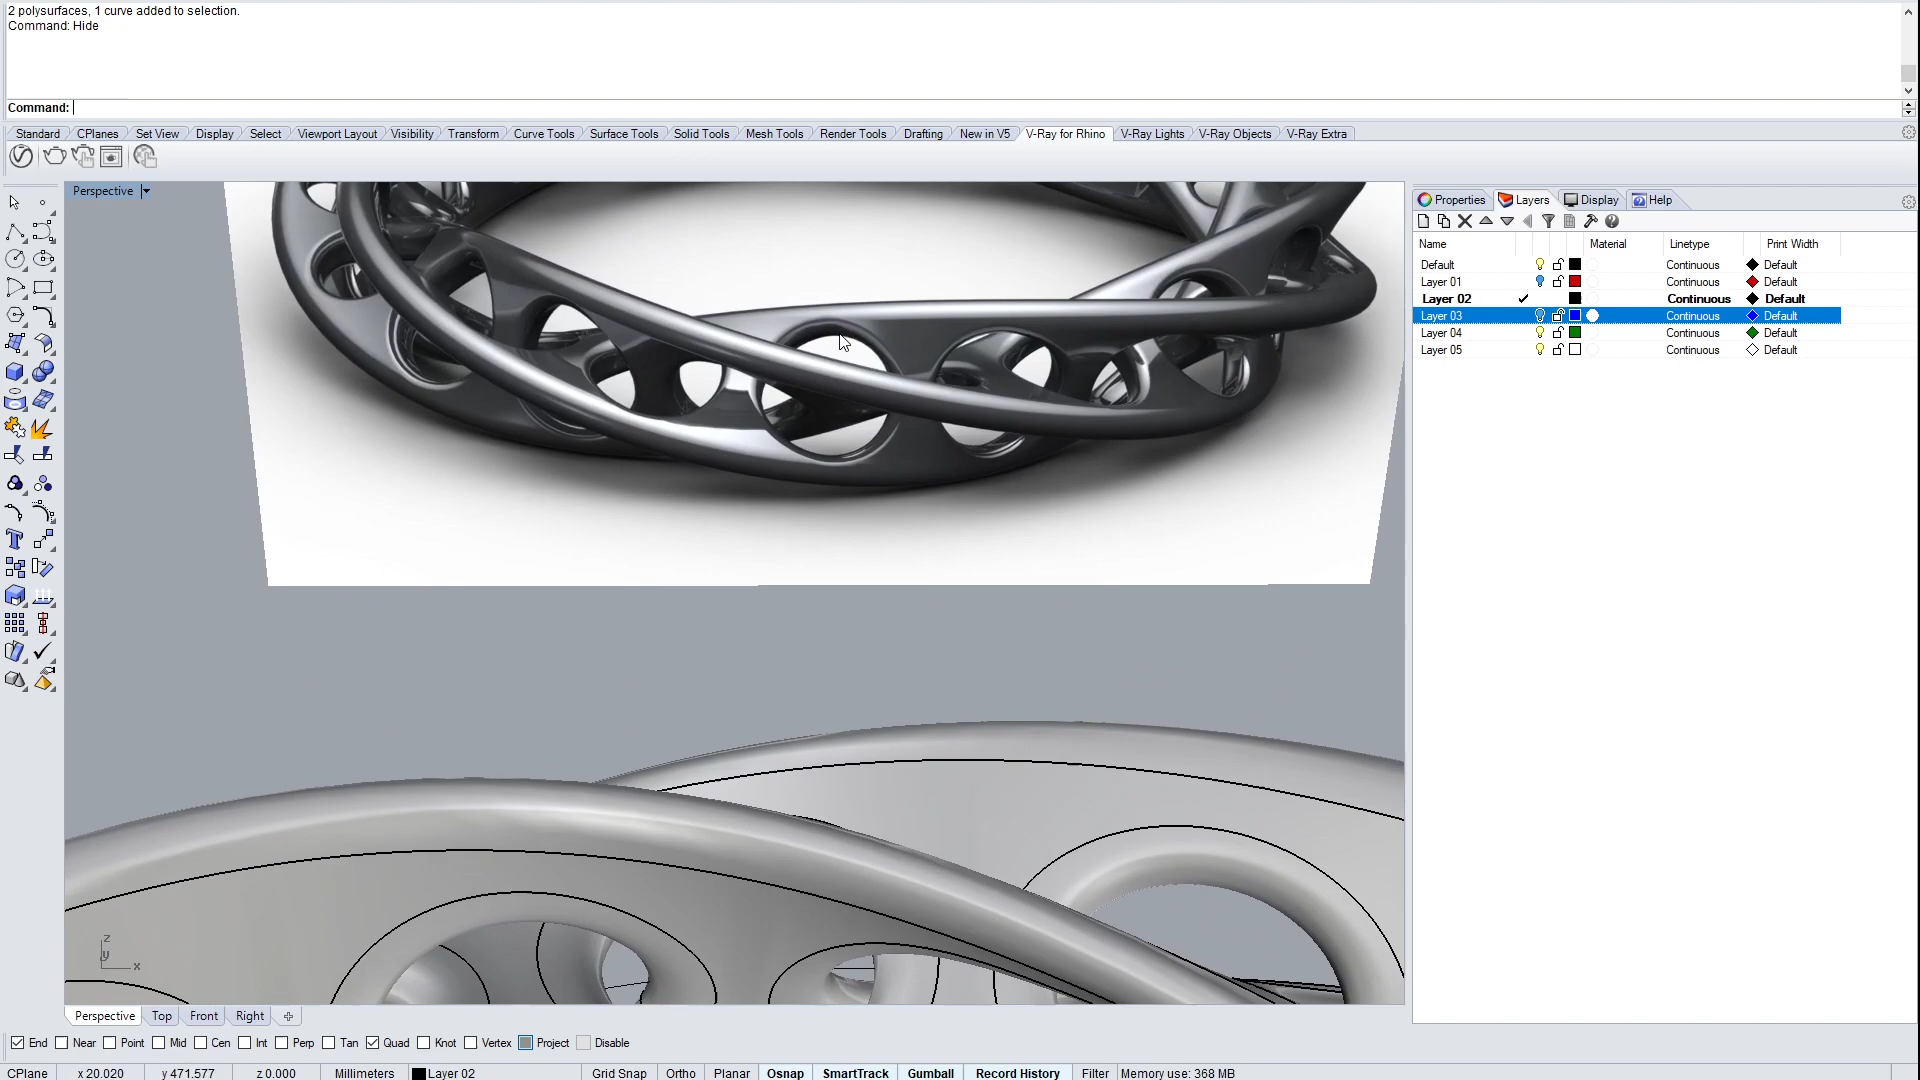 2 polysurfaces, 1 curve added to selection.
Command: Hide
Command:
Standard CPlanes Set View Display Select Viewport Layout Visibility Transform Curve Tools Surface Tools Solid Tools Mesh Tools Render Tools Drafting New in V5 V-Ray for Rhino V-Ray Lights V-Ray Objects V-Ray Extra
Perspective
Properties Layers Display Help
Name Material Linetype Print Width
Default Continuous Default
Layer 01 Continuous Default
Layer 02 Continuous Default
Layer 03 Continuous Default
Layer 04 Continuous Default
Layer 05 Continuous Default
z
y
x
Perspective Top Front Right
End Near Point Mid Cen Int Perp Tan Quad Knot Vertex Project Disable
CPlane x 20.020 y 471.577 z 0.000 Millimeters Layer 02 Grid Snap Ortho Planar Osnap SmartTrack Gumball Record History Filter Memory use: 368 MB